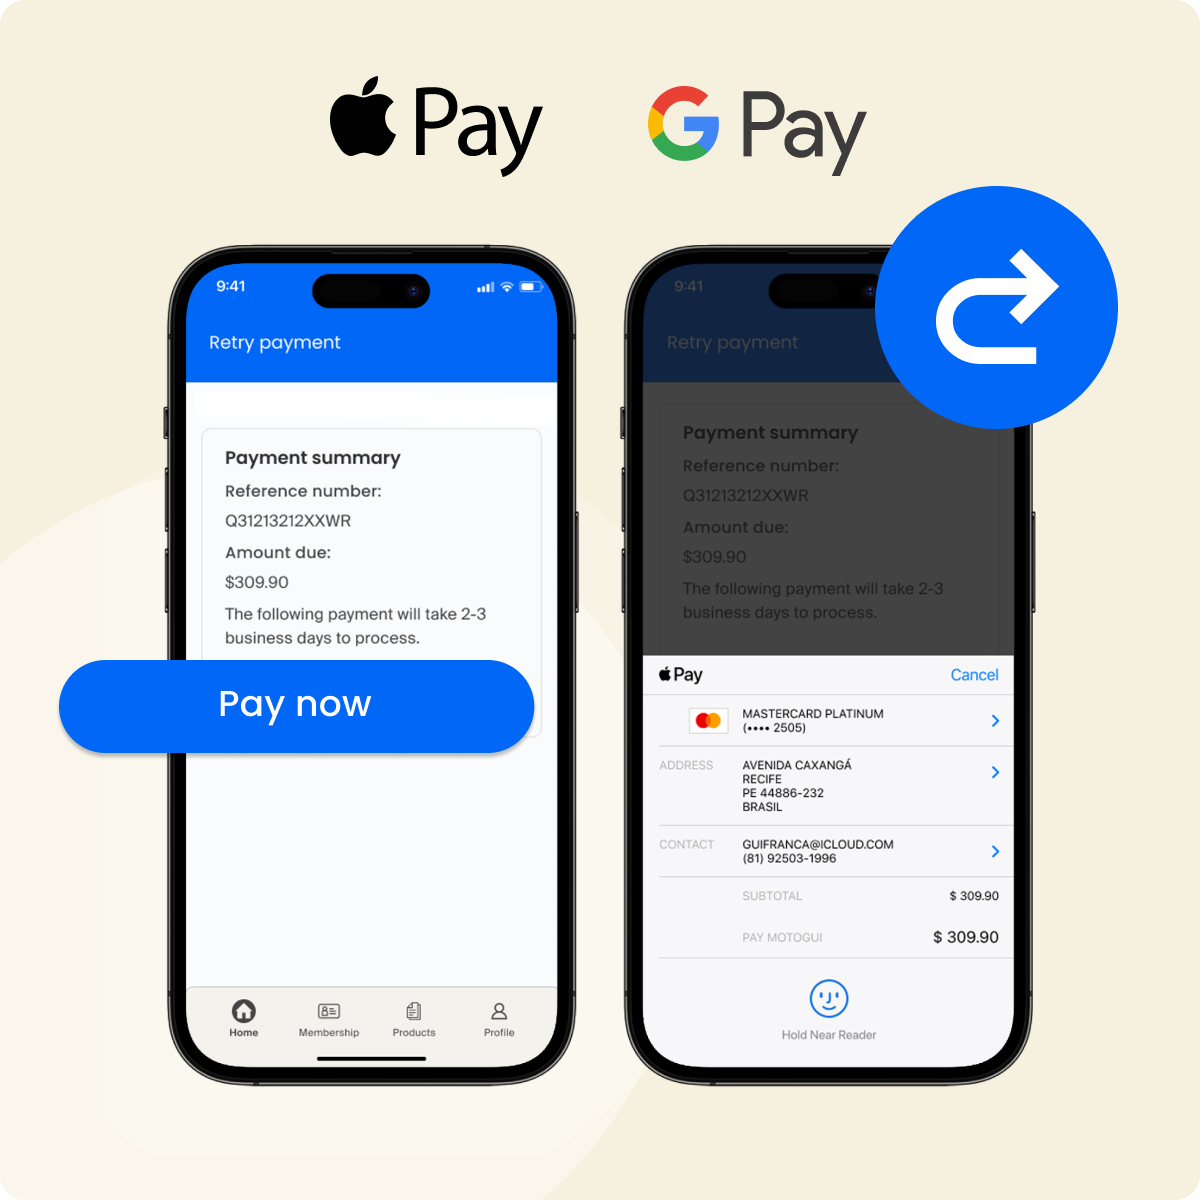 Pay
G Pay
9:41
Retry payment
Payment summary
Reference number:
Q31213212XXWR
Amount due:
$309.90
The following payment will take 2-3
business days to process.
Pay now
Home
Membership
Products
Profile
9:41
Retry payment
Payment summary
Reference number:
Q31213212XXWR
Amount due:
$309.90
The following payment will take 2-3
business days to process.
Pay
Cancel
MASTERCARD PLATINUM
(•••• 2505)
ADDRESS
AVENIDA CAXANGÁ
RECIFE
PE 44886-232
BRASIL
CONTACT
GUIFRANCA@ICLOUD.COM
(81) 92503-1996
SUBTOTAL
$ 309.90
PAY MOTOGUI
$ 309.90
Hold Near Reader